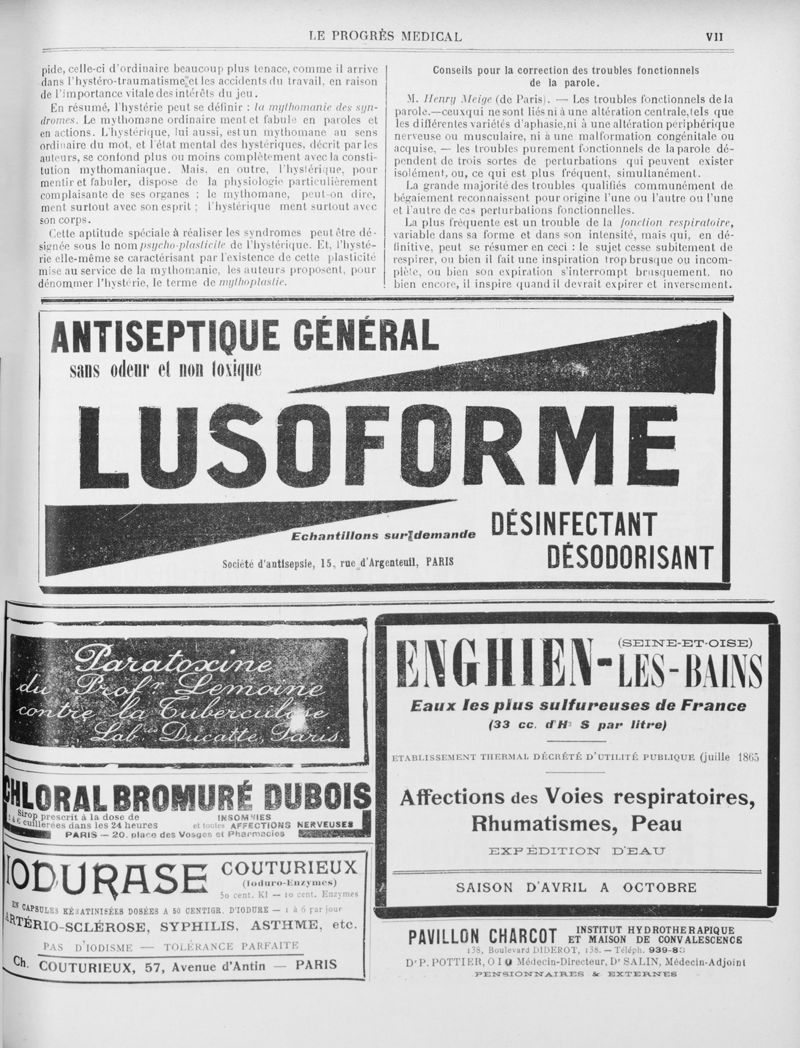 LE PROGRÈS MEDICAL
VII
pide, celle-ci d'ordinaire beaucoup plus tenace, comme il arrive
dans l'hystéro-traumatisme et les accidents du travail, en raison
de l'importance vitale des intérêts du jeu.
En résumé, l'hystérie peut se définir : la mythomanie des syn-
dromes. Le mythomane ordinaire ment et fabule en paroles et
en actions. L'hystérique, lui aussi, est un mythomane au sens
ordinaire du mot, et l'état mental des hystériques, décrit par les
auteurs, se confond plus ou moins complètement avec la consti-
tution mythomaniaque. Mais, en outre, l'hystérique, pour
mentir et fabuler, dispose de la physiologie particulièrement
complaisante de ses organes ; le mythomane, peut-on dire,
ment surtout avec son esprit ; l'hystérique ment surtout avec
son corps.
Cette aptitude spéciale à réaliser les syndromes peut être dé-
signée sous le nom psycho-plasticité de l'hystérique. Et, l'hysté-
rie elle-même se caractérisant par l'existence de cette plasticité
mise au service de la mythomanie, les auteurs proposent, pour
dénommer l'hystérie, le terme de mythoplastie.
Conseils pour la correction des troubles fonctionnels
de la parole.
M. Henry Meige (de Paris). — Les troubles fonctionnels de la
parole.—ceux qui ne sont liés ni à une altération centrale, tels que
les différentes variétés d'aphasie, ni à une altération périphérique
nerveuse ou musculaire, ni à une malformation congénitale ou
acquise, — les troubles purement fonctionnels de la parole dé-
pendent de trois sortes de perturbations qui peuvent exister
isolément, ou, ce qui est plus fréquent, simultanément.
La grande majorité des troubles qualifiés communément de
bégaiement reconnaissent pour origine l'une ou l'autre ou l'une
et l'autre de ces perturbations fonctionnelles.
La plus fréquente est un trouble de la fonction respiratoire,
variable dans sa forme et dans son intensité, mais qui, en dé-
finitive, peut se résumer en ceci : le sujet cesse subitement de
respirer, ou bien il fait une inspiration trop brusque ou incom-
plète, ou bien son expiration s'interrompt brusquement, no
bien encore, il inspire quand il devrait expirer et inversement.
ANTISEPTIQUE GÉNÉRAL
sans odeur et non toxique
LUSOFORME
Echantillons sur demande
DÉSINFECTANT
DÉSODORISANT
Société d'antisepsie, 15, rue d'Argenteuil, PARIS
Paratoxine
du Profr Lemoine
contre la Tuberculose
Labres Ducatte, Paris.
CHLORAL BROMURÉ DUBOIS
Sirop prescrit à la dose de
cuillerées dans les 24 heures
INSOMNIES
et toutes AFFECTIONS NERVEUSES
PARIS — 20, place des Vosges et Pharmacies
IODURASE COUTURIEUX
(Ioduro-Enzymes)
50 cent. KI — 10 cent. Enzymes
EN CAPSULES KÉRATINISÉES DOSÉES A 50 CENTIGR. D'IODURE — 1 à 6 par jour
ARTÉRIO-SCLÉROSE, SYPHILIS, ASTHME, etc.
PAS D'IODISME — TOLÉRANCE PARFAITE
Ch. COUTURIEUX, 57, Avenue d'Antin — PARIS
ENGHIEN-LES-BAINS
(SEINE-ET-OISE)
Eaux les plus sulfureuses de France
(33 cc. d'H² S par litre)
ETABLISSEMENT THERMAL DÉCRÉTÉ D'UTILITÉ PUBLIQUE (juille 1865
Affections des Voies respiratoires,
Rhumatismes, Peau
EXPÉDITION D'EAU
SAISON D'AVRIL A OCTOBRE
PAVILLON CHARCOT INSTITUT HYDROTHERAPIQUE
ET MAISON DE CONVALESCENCE
138, Boulevard DIDEROT, 138. — Téléph. 939-83
Dr P. POTTIER, O I Médecin-Directeur, Dr SALIN, Médecin-Adjoint
PENSIONNAIRES & EXTERNES